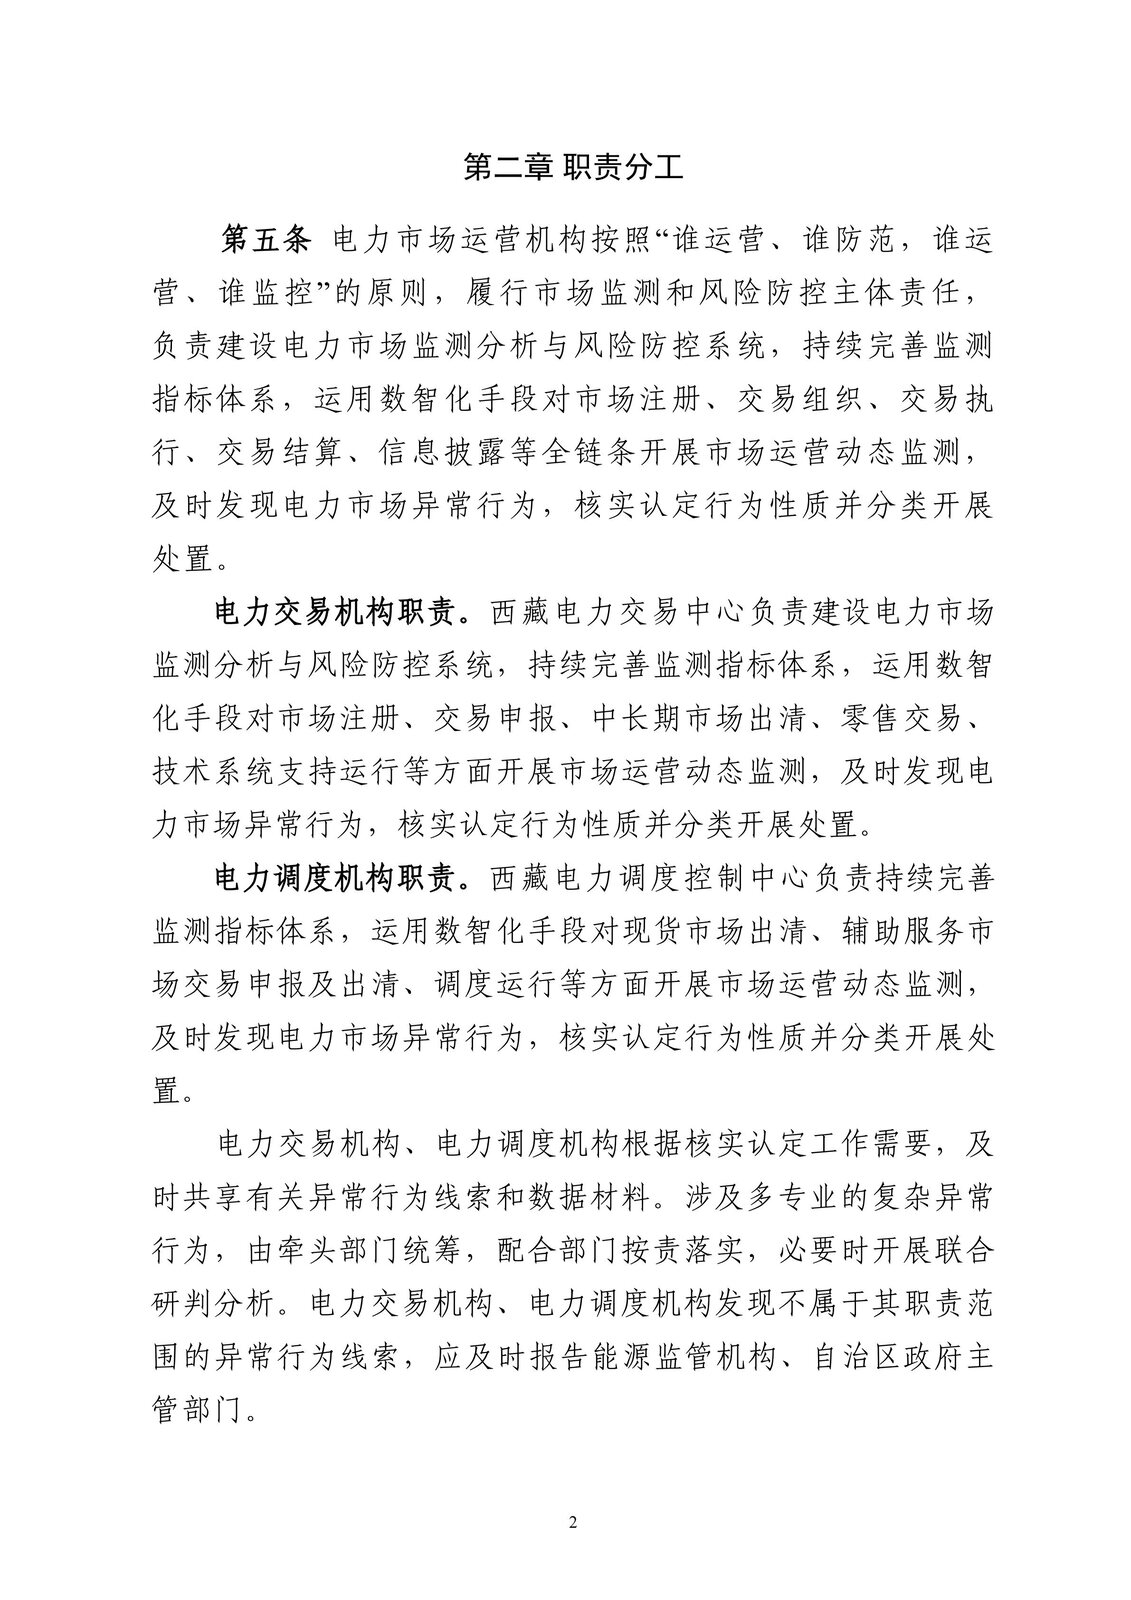 第二章 职责分工
第五条 电力市场运营机构按照“谁运营、谁防范，谁运
营、谁监控”的原则，履行市场监测和风险防控主体责任，
负责建设电力市场监测分析与风险防控系统，持续完善监测
指标体系，运用数智化手段对市场注册、交易组织、交易执
行、交易结算、信息披露等全链条开展市场运营动态监测，
及时发现电力市场异常行为，核实认定行为性质并分类开展
处置。
电力交易机构职责。西藏电力交易中心负责建设电力市场
监测分析与风险防控系统，持续完善监测指标体系，运用数智
化手段对市场注册、交易申报、中长期市场出清、零售交易、
技术系统支持运行等方面开展市场运营动态监测，及时发现电
力市场异常行为，核实认定行为性质并分类开展处置。
电力调度机构职责。西藏电力调度控制中心负责持续完善
监测指标体系，运用数智化手段对现货市场出清、辅助服务市
场交易申报及出清、调度运行等方面开展市场运营动态监测，
及时发现电力市场异常行为，核实认定行为性质并分类开展处
置。
电力交易机构、电力调度机构根据核实认定工作需要，及
时共享有关异常行为线索和数据材料。涉及多专业的复杂异常
行为，由牵头部门统筹，配合部门按责落实，必要时开展联合
研判分析。电力交易机构、电力调度机构发现不属于其职责范
围的异常行为线索，应及时报告能源监管机构、自治区政府主
管部门。
2